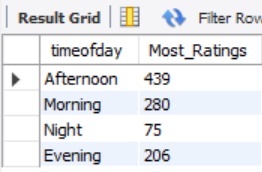 Result Grid Filter Row
timeofday Most_Ratings
Afternoon 439
Morning 280
Night 75
Evening 206